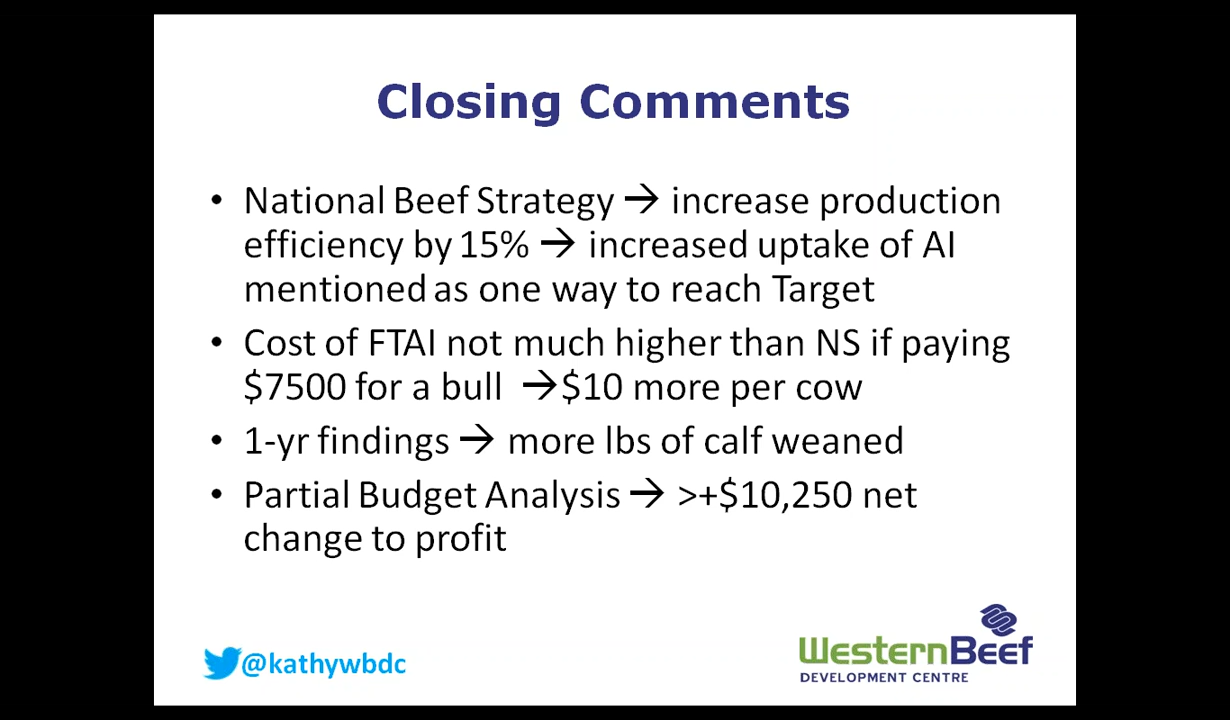 Closing Comments
• National Beef Strategy → increase production
efficiency by 15% → increased uptake of AI
mentioned as one way to reach Target
• Cost of FTAI not much higher than NS if paying
$7500 for a bull →$10 more per cow
• 1-yr findings → more lbs of calf weaned
• Partial Budget Analysis → >+$10,250 net
change to profit
@kathywbdc
WesternBeef
DEVELOPMENT CENTRE